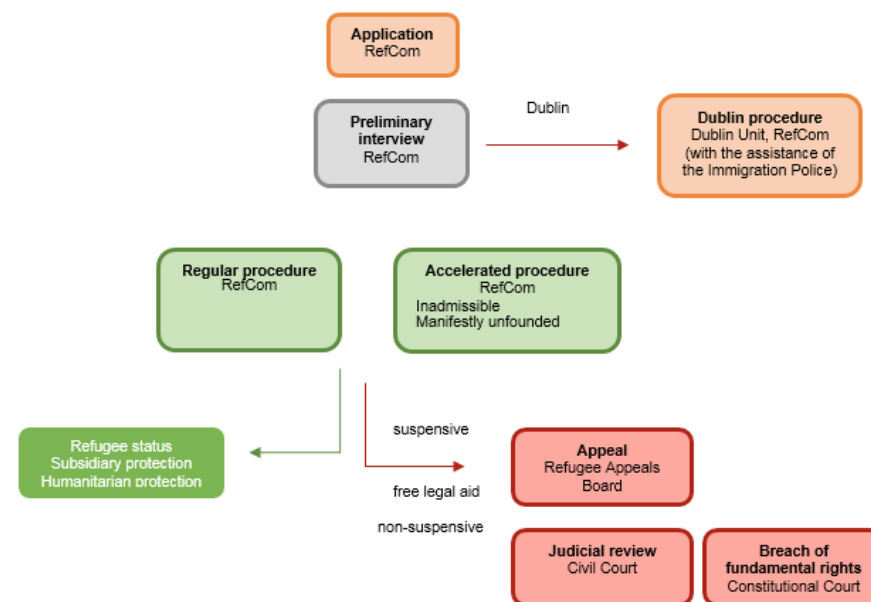 Application
RefCom
Preliminary
interview
RefCom
Dublin
Dublin procedure
Dublin Unit, RefCom
(with the assistance of
the Immigration Police)
Regular procedure
RefCom
Accelerated procedure
RefCom
Inadmissible
Manifestly unfounded
Refugee status
Subsidiary protection
Humanitarian protection
suspensive
free legal aid
non-suspensive
Appeal
Refugee Appeals
Board
Judicial review
Civil Court
Breach of
fundamental rights
Constitutional Court